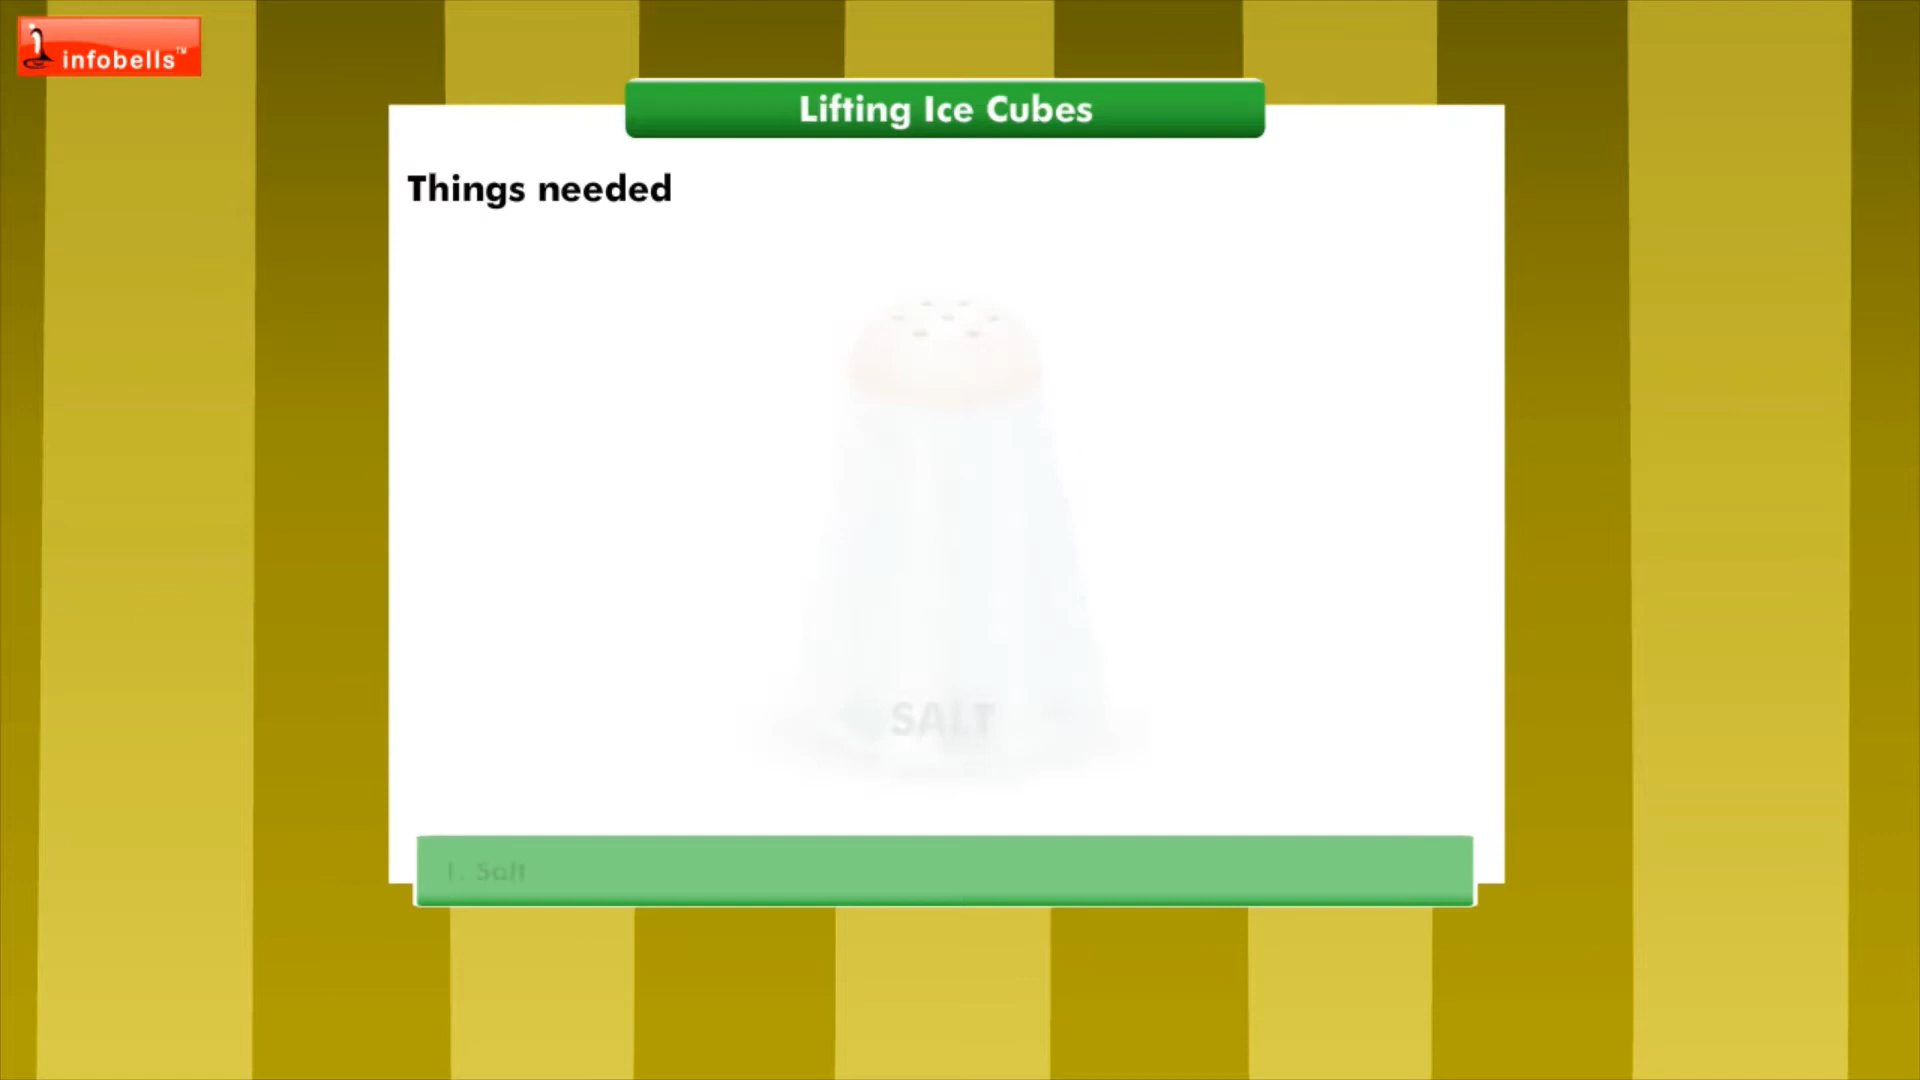 infobells™
Lifting Ice Cubes
Things needed
SALT
1. Salt